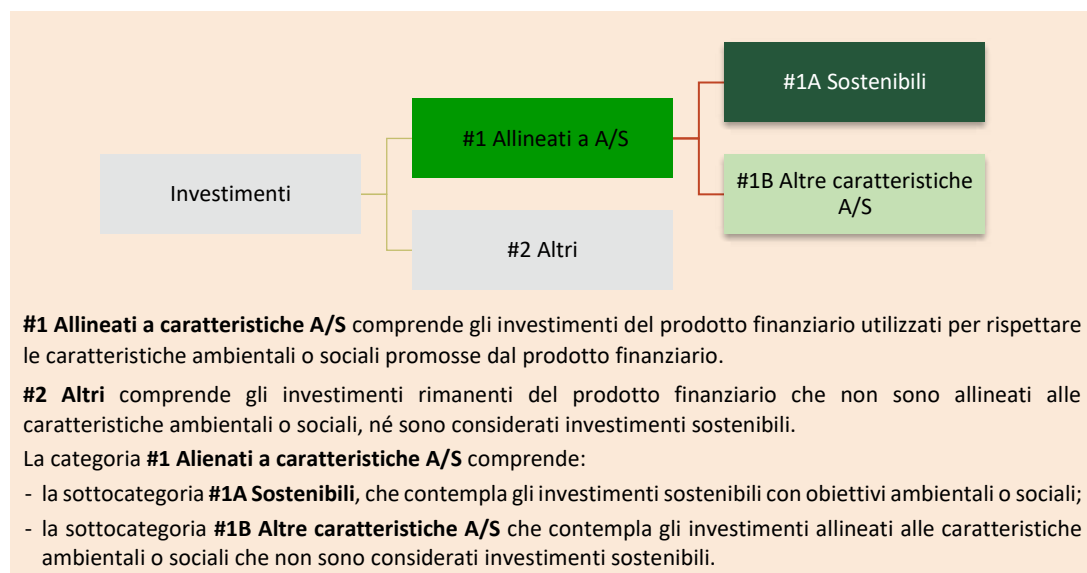 #1A Sostenibili
#1 Allineati a A/S
#1B Altre caratteristiche
A/S
Investimenti
#2 Altri
#1 Allineati a caratteristiche A/S comprende gli investimenti del prodotto finanziario utilizzati per rispettare
le caratteristiche ambientali o sociali promosse dal prodotto finanziario.
#2 Altri comprende gli investimenti rimanenti del prodotto finanziario che non sono allineati alle
caratteristiche ambientali o sociali, né sono considerati investimenti sostenibili.
La categoria #1 Alienati a caratteristiche A/S comprende:
- la sottocategoria #1A Sostenibili, che contempla gli investimenti sostenibili con obiettivi ambientali o sociali;
- la sottocategoria #1B Altre caratteristiche A/S che contempla gli investimenti allineati alle caratteristiche
ambientali o sociali che non sono considerati investimenti sostenibili.